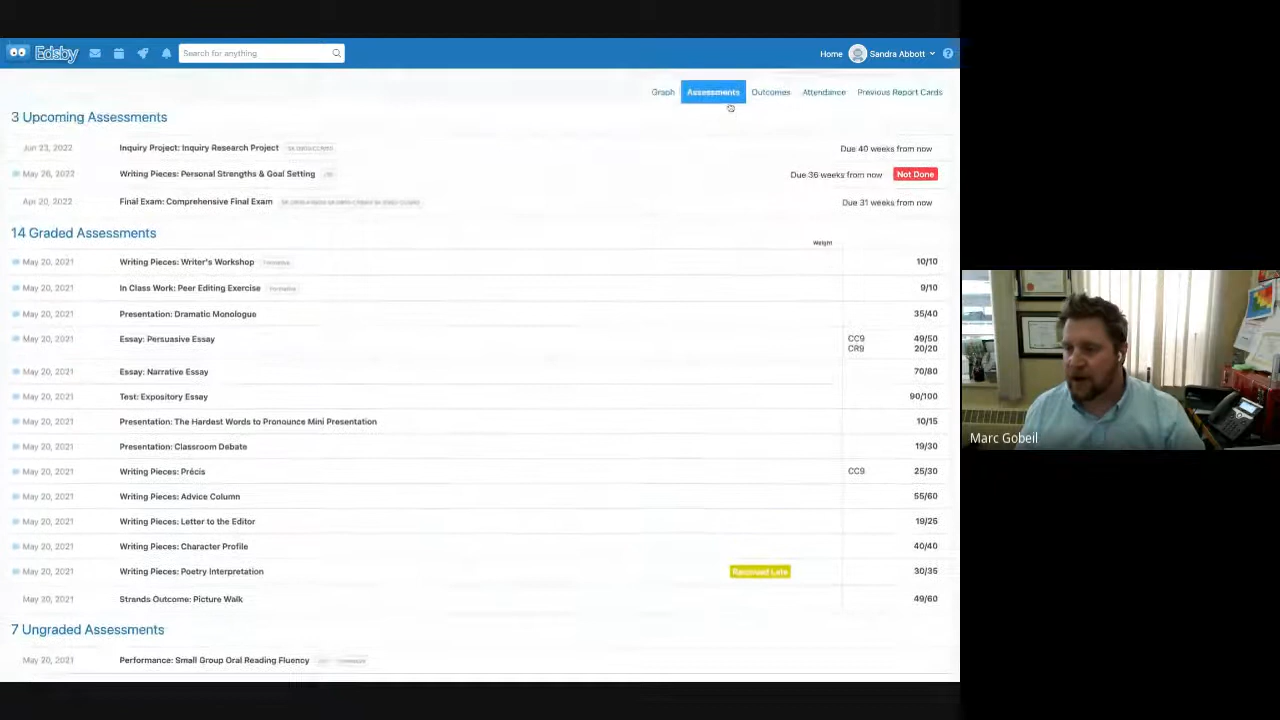 Edsby
Search for anything
Home
Sandra Abbott
Graph
Assessments
Outcomes
Attendance
Previous Report Cards
3 Upcoming Assessments
Jun 23, 2022 Inquiry Project: Inquiry Research Project Due 40 weeks from now
May 26, 2022 Writing Pieces: Personal Strengths & Goal Setting Due 36 weeks from now Not Done
Apr 20, 2022 Final Exam: Comprehensive Final Exam Due 31 weeks from now
14 Graded Assessments
Weight
May 20, 2021 Writing Pieces: Writer's Workshop Formative 10/10
May 20, 2021 In Class Work: Peer Editing Exercise Formative 9/10
May 20, 2021 Presentation: Dramatic Monologue 35/40
May 20, 2021 Essay: Persuasive Essay CC9 49/50
CR9 20/20
May 20, 2021 Essay: Narrative Essay 70/80
May 20, 2021 Test: Expository Essay 90/100
May 20, 2021 Presentation: The Hardest Words to Pronounce Mini Presentation 10/15
May 20, 2021 Presentation: Classroom Debate 19/30
May 20, 2021 Writing Pieces: Précis CC9 25/30
May 20, 2021 Writing Pieces: Advice Column 55/60
May 20, 2021 Writing Pieces: Letter to the Editor 19/25
May 20, 2021 Writing Pieces: Character Profile 40/40
May 20, 2021 Writing Pieces: Poetry Interpretation Received Late 30/35
May 20, 2021 Strands Outcome: Picture Walk 49/60
7 Ungraded Assessments
May 20, 2021 Performance: Small Group Oral Reading Fluency
Marc Gobeil